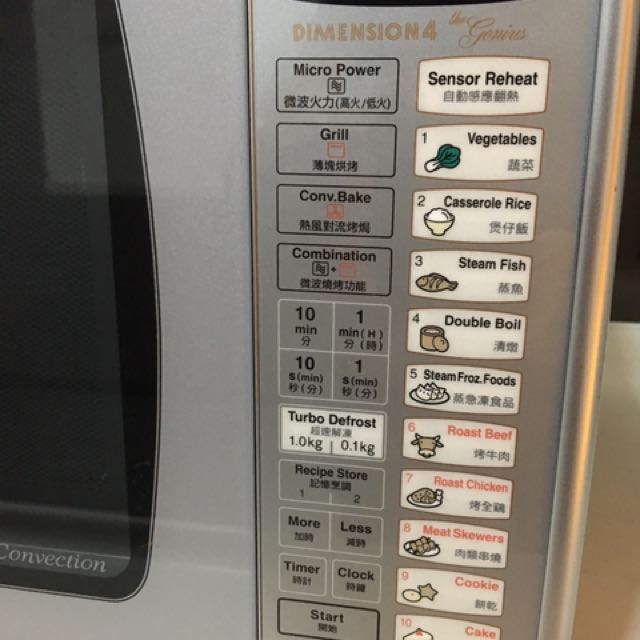 DIMENSION 4 the Genius
Micro Power
微波火力(高火/低火)
Grill
薄塊烘烤
Conv.Bake
熱風對流烤焗
Combination
+
微波燒烤功能
10 1
min min(H)
分 分(時)
10 1
s(min) s(min)
秒(分) 秒(分)
Turbo Defrost
超速解凍
1.0kg 0.1kg
Recipe Store
記憶烹調
1 2
More Less
加時 減時
Timer Clock
時計 時鐘
Start
開始
Sensor Reheat
自動感應翻熱
1 Vegetables
蔬菜
2 Casserole Rice
煲仔飯
3 Steam Fish
蒸魚
4 Double Boil
清燉
5 Steam Froz. Foods
蒸急凍食品
6 Roast Beef
烤牛肉
7 Roast Chicken
烤全鷄
8 Meat Skewers
肉類串燒
9 Cookie
餅乾
10 Cake
Convection